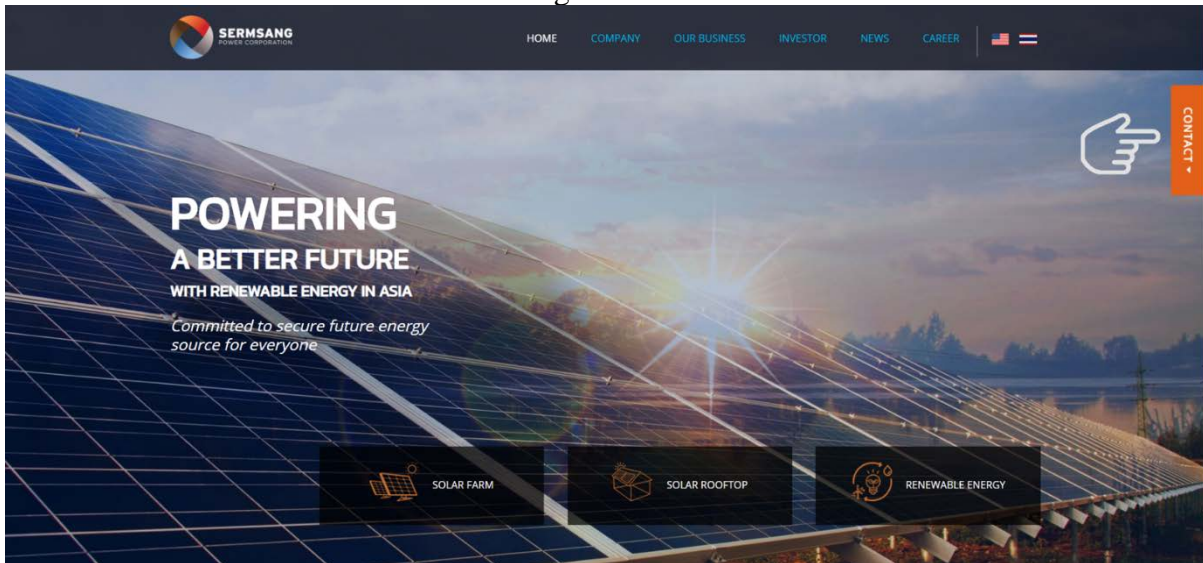 SERMSANG
POWER CORPORATION
HOME
COMPANY
OUR BUSINESS
INVESTOR
NEWS
CAREER
CONTACT
POWERING
A BETTER FUTURE
WITH RENEWABLE ENERGY IN ASIA
Committed to secure future energy
source for everyone
SOLAR FARM
SOLAR ROOFTOP
RENEWABLE ENERGY